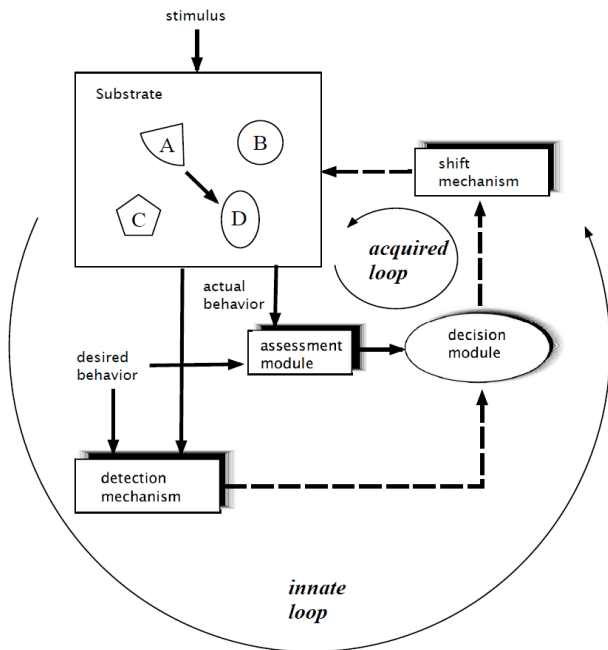 stimulus
Substrate
A
B
C
D
shift
mechanism
acquired
loop
actual
behavior
assessment
module
decision
module
desired
behavior
detection
mechanism
innate
loop